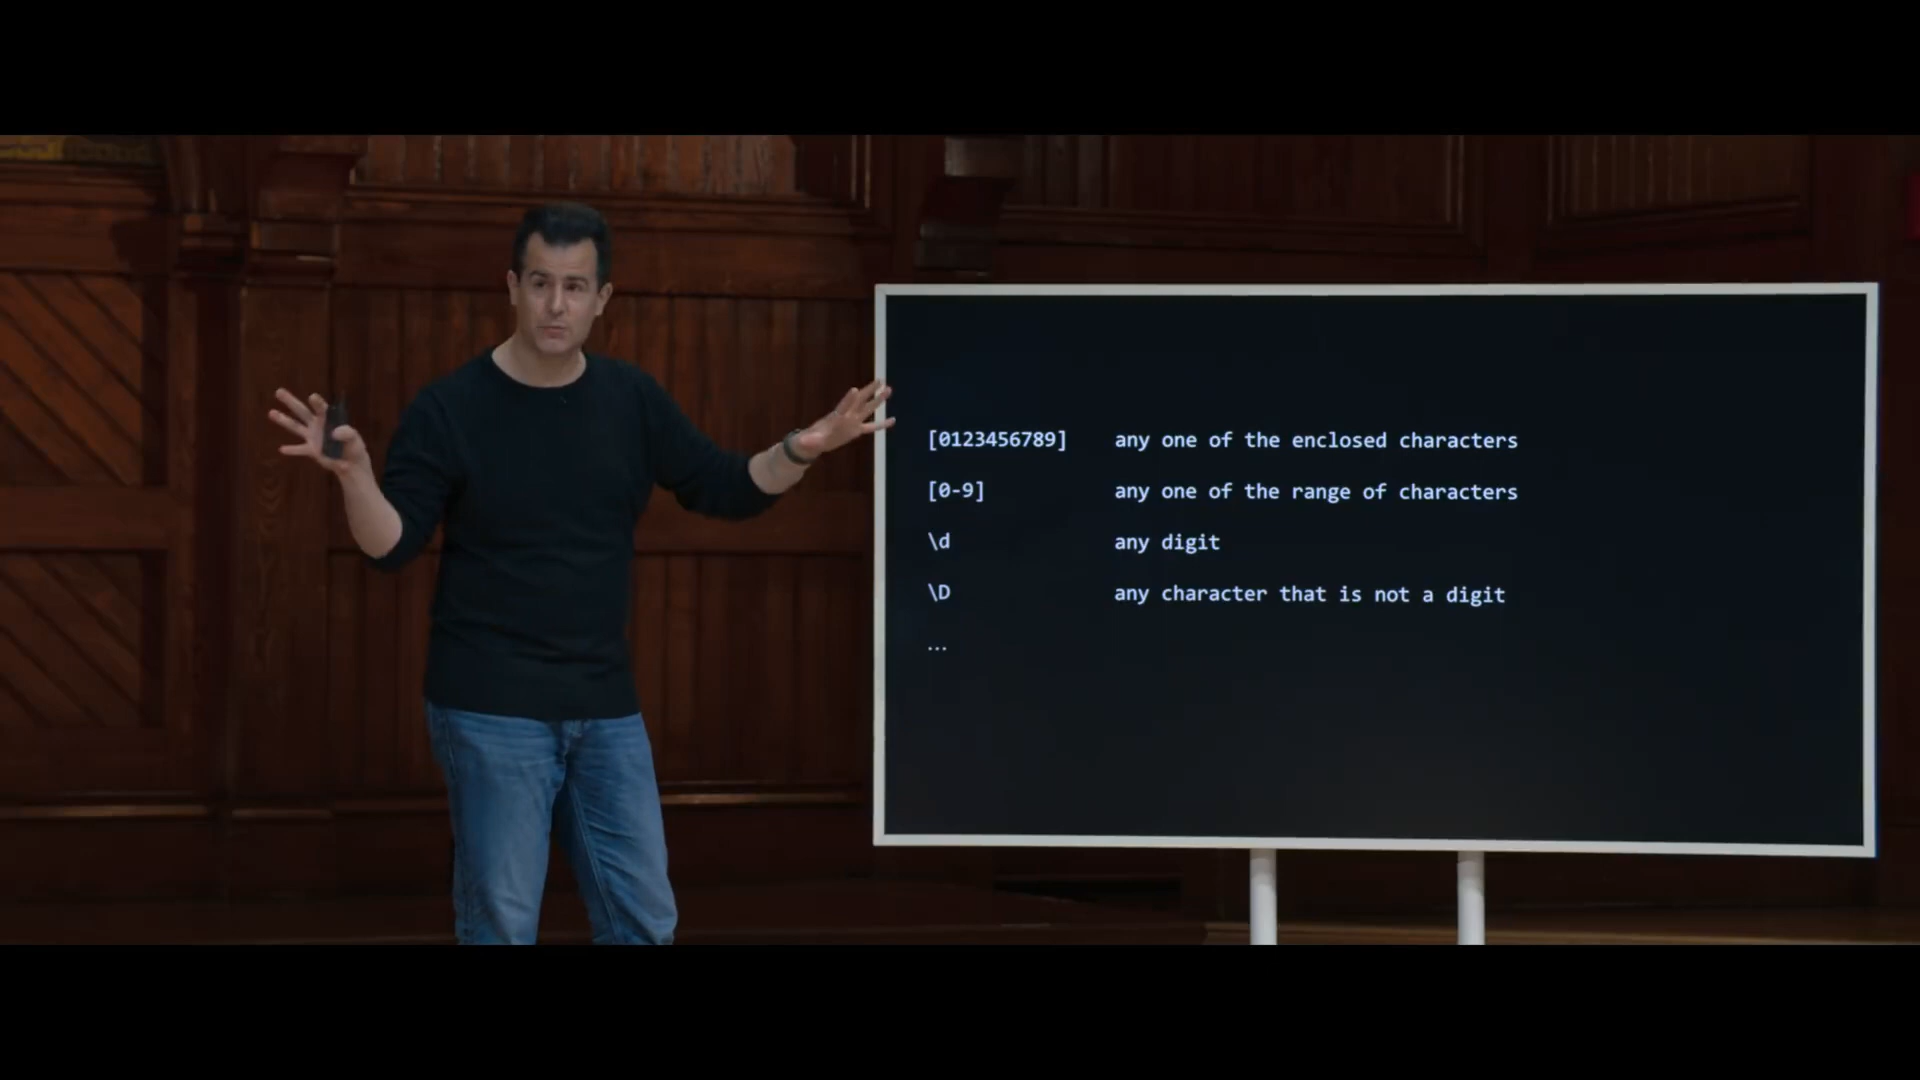 [0123456789] any one of the enclosed characters
[0-9] any one of the range of characters
\d any digit
\D any character that is not a digit
...